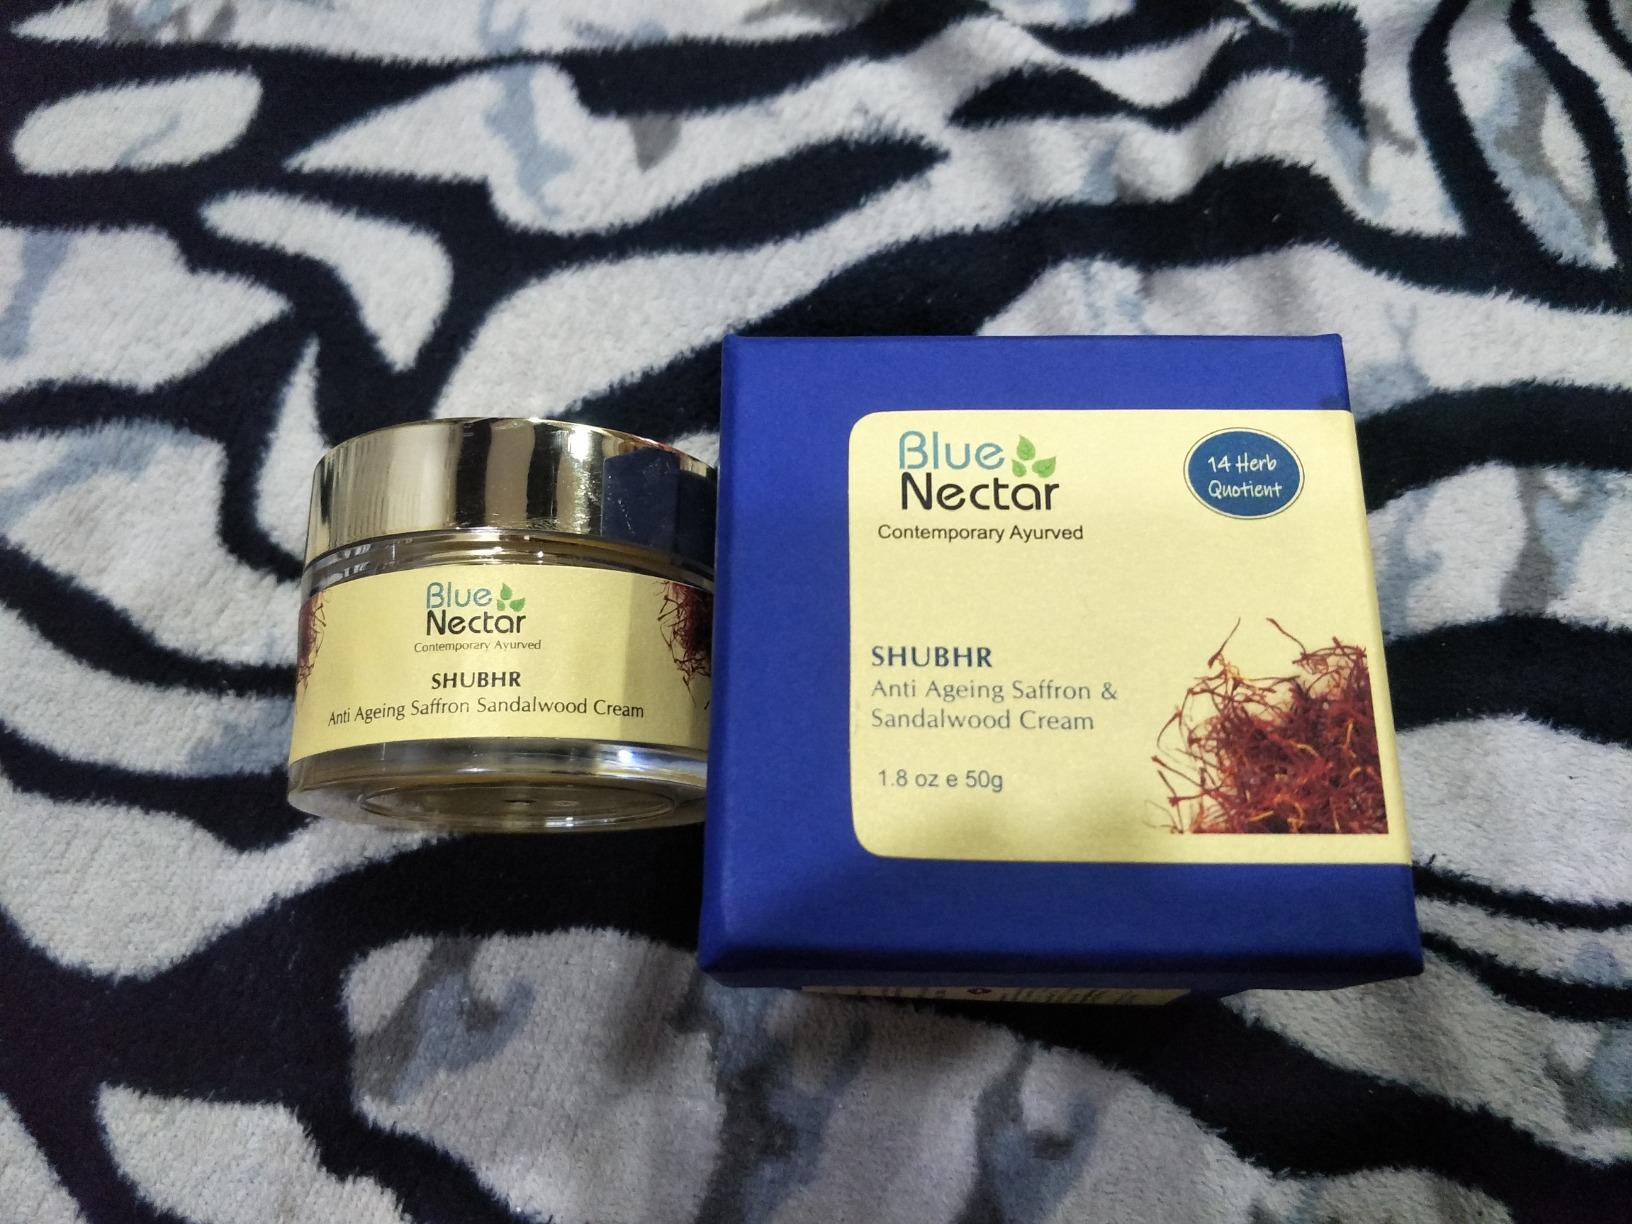 Blue
Nectar
Contemporary Ayurved
SHUBHR
Anti Ageing Saffron Sandalwood Cream
Blue
Nectar
Contemporary Ayurved
14 Herb
Quotient
SHUBHR
Anti Ageing Saffron &
Sandalwood Cream
1.8 oz e 50g